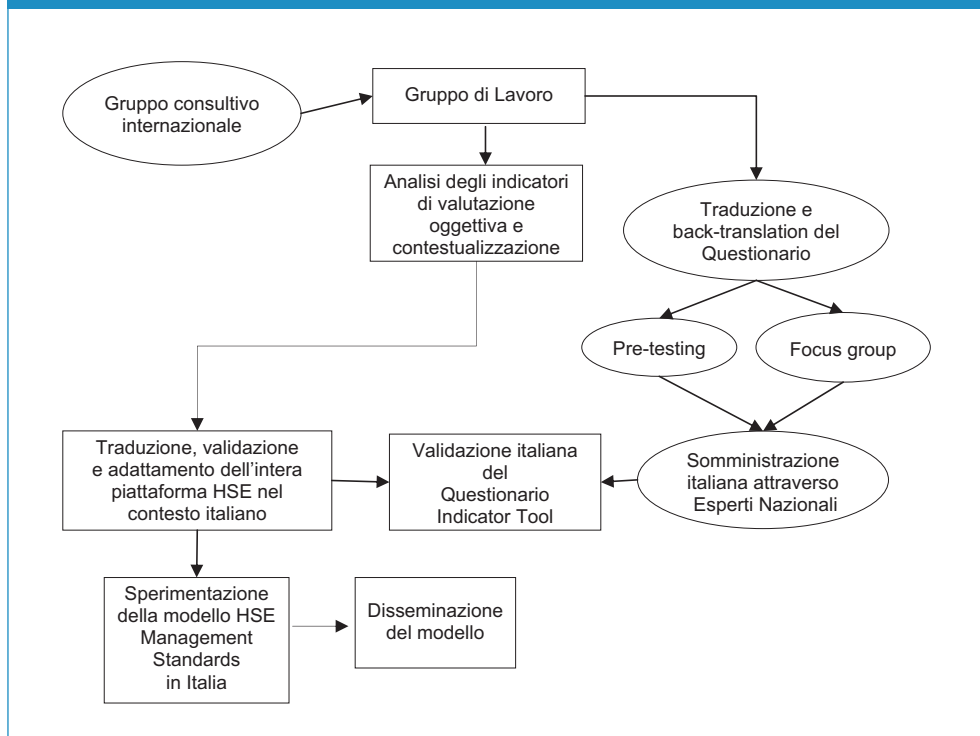 Gruppo consultivo
internazionale
Gruppo di Lavoro
Analisi degli indicatori
di valutazione
oggettiva e
contestualizzazione
Traduzione e
back-translation del
Questionario
Pre-testing
Focus group
Traduzione, validazione
e adattamento dell'intera
piattaforma HSE nel
contesto italiano
Validazione italiana
del
Questionario
Indicator Tool
Somministrazione
italiana attraverso
Esperti Nazionali
Sperimentazione
della modello HSE
Management
Standards
in Italia
Disseminazione
del modello